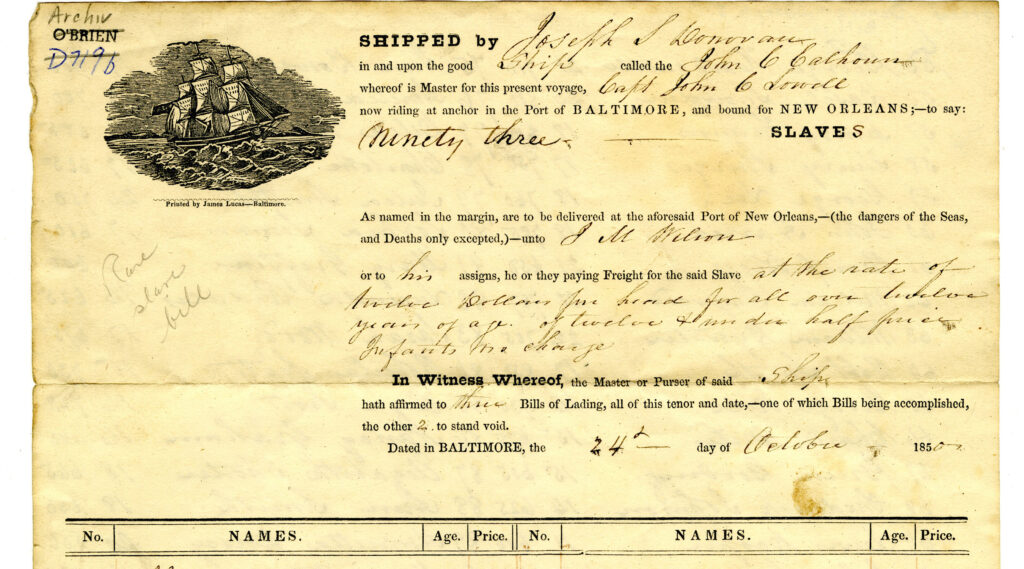 Archiv
O'BRIEN
D7196
Printed by James Lucas—Baltimore.
Rare
slave
bill
SHIPPED by Joseph S Donovan
in and upon the good Ship called the John C Calhoun
whereof is Master for this present voyage, Capt John C Lowell
now riding at anchor in the Port of BALTIMORE, and bound for NEW ORLEANS;—to say:
Ninety three SLAVES
As named in the margin, are to be delivered at the aforesaid Port of New Orleans,—(the dangers of the Seas,
and Deaths only excepted,)—unto J M Wilson
or to his assigns, he or they paying Freight for the said Slave at the rate of
twelve Dollars per head for all over twelve
years of age. of twelve & under half price
Infants no charge
In Witness Whereof, the Master or Purser of said Ship
hath affirmed to three Bills of Lading, all of this tenor and date,—one of which Bills being accomplished,
the other 2 to stand void.
Dated in BALTIMORE, the 24th day of October 1850
No. NAMES. Age. Price. No. NAMES. Age. Price.